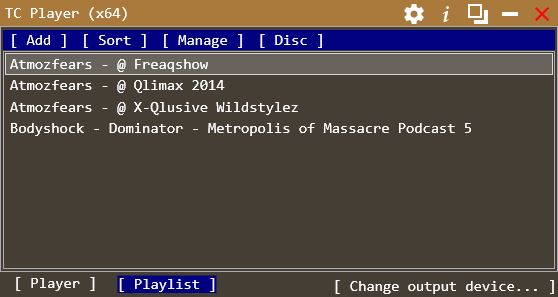 TC Player (x64)
[ Add ] [ Sort ] [ Manage ] [ Disc ]
Atmozfears - @ Freaqshow
Atmozfears - @ Qlimax 2014
Atmozfears - @ X-Qlusive Wildstylez
Bodyshock - Dominator - Metropolis of Massacre Podcast 5
[ Player ] [ Playlist ] [ Change output device... ]